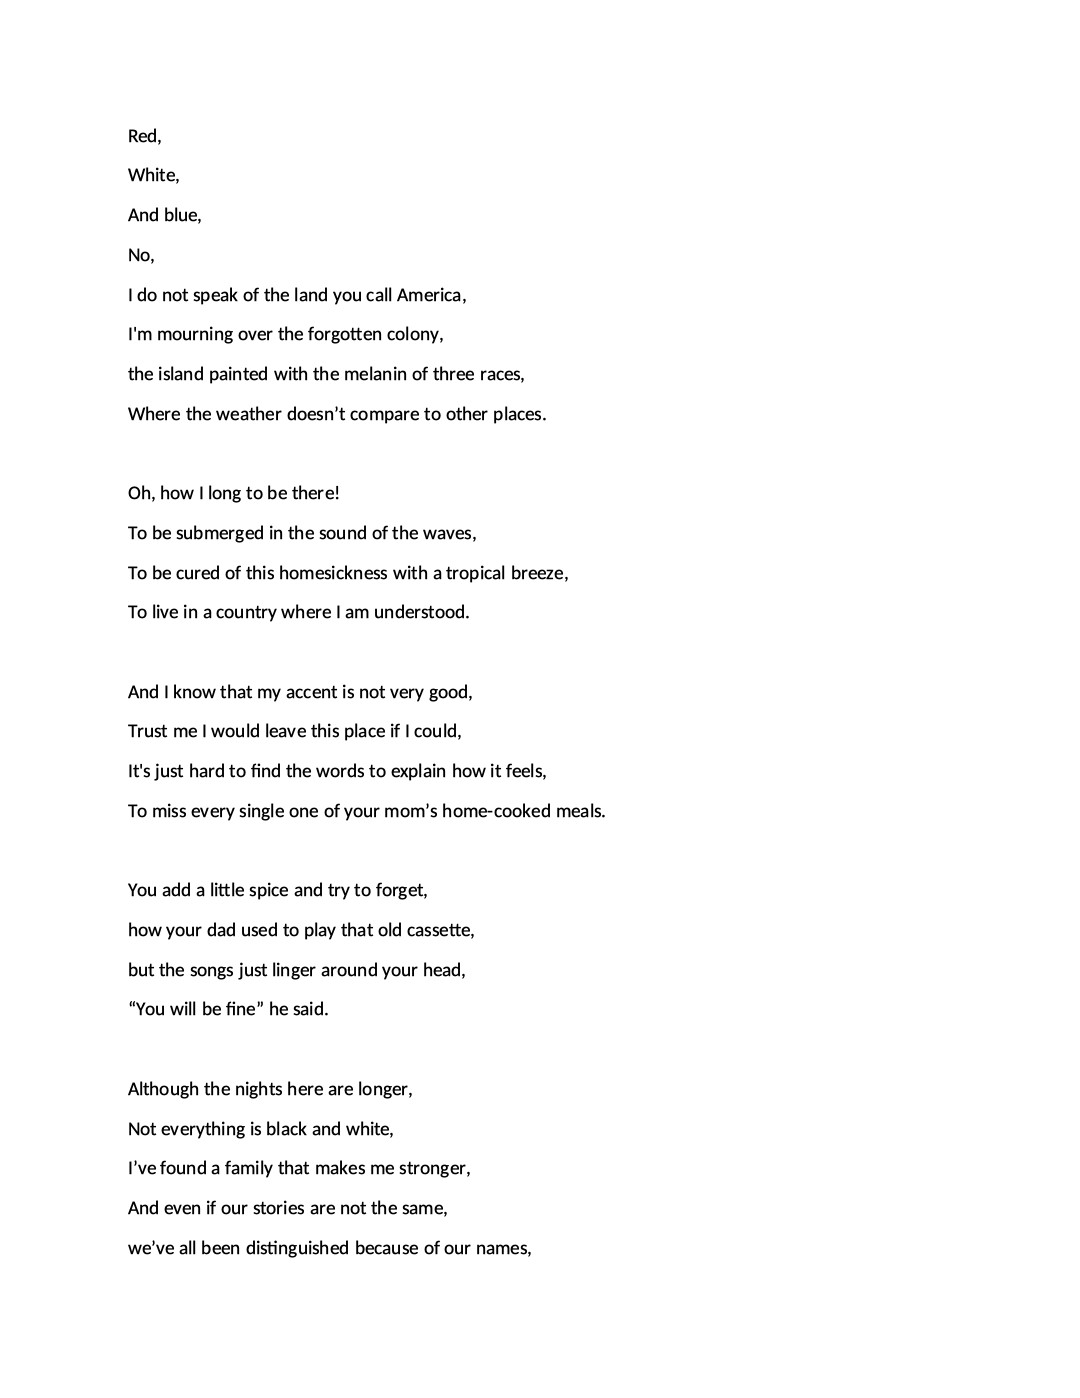 Red,
White,
And blue,
No,
I do not speak of the land you call America,
I'm mourning over the forgotten colony,
the island painted with the melanin of three races,
Where the weather doesn’t compare to other places.
Oh, how I long to be there!
To be submerged in the sound of the waves,
To be cured of this homesickness with a tropical breeze,
To live in a country where I am understood.
And I know that my accent is not very good,
Trust me I would leave this place if I could,
It's just hard to find the words to explain how it feels,
To miss every single one of your mom’s home-cooked meals.
You add a little spice and try to forget,
how your dad used to play that old cassette,
but the songs just linger around your head,
“You will be fine” he said.
Although the nights here are longer,
Not everything is black and white,
I’ve found a family that makes me stronger,
And even if our stories are not the same,
we’ve all been distinguished because of our names,